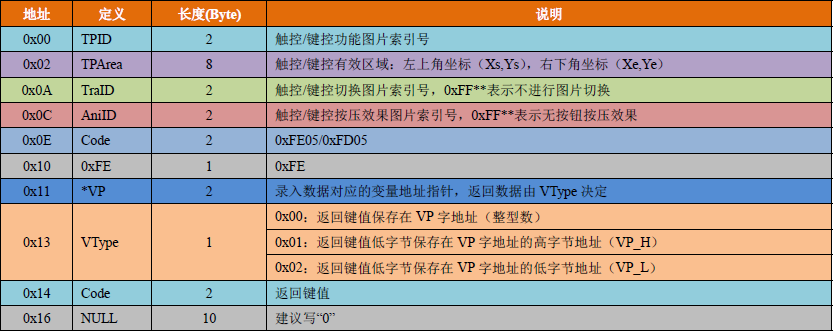 地址 定义 长度(Byte) 说明
0x00 TPID 2 触控/键控功能图片索引号
0x02 TPArea 8 触控/键控有效区域：左上角坐标（Xs,Ys），右下角坐标（Xe,Ye）
0x0A TraID 2 触控/键控切换图片索引号，0xFF**表示不进行图片切换
0x0C AniID 2 触控/键控按压效果图片索引号，0xFF**表示无按钮按压效果
0x0E Code 2 0xFE05/0xFD05
0x10 0xFE 1 0xFE
0x11 *VP 2 录入数据对应的变量地址指针，返回数据由 VType 决定
0x13 VType 1 0x00：返回键值保存在 VP 字地址（整型数）
0x01：返回键值低字节保存在 VP 字地址的高字节地址（VP_H）
0x02：返回键值低字节保存在 VP 字地址的低字节地址（VP_L）
0x14 Code 2 返回键值
0x16 NULL 10 建议写“0”